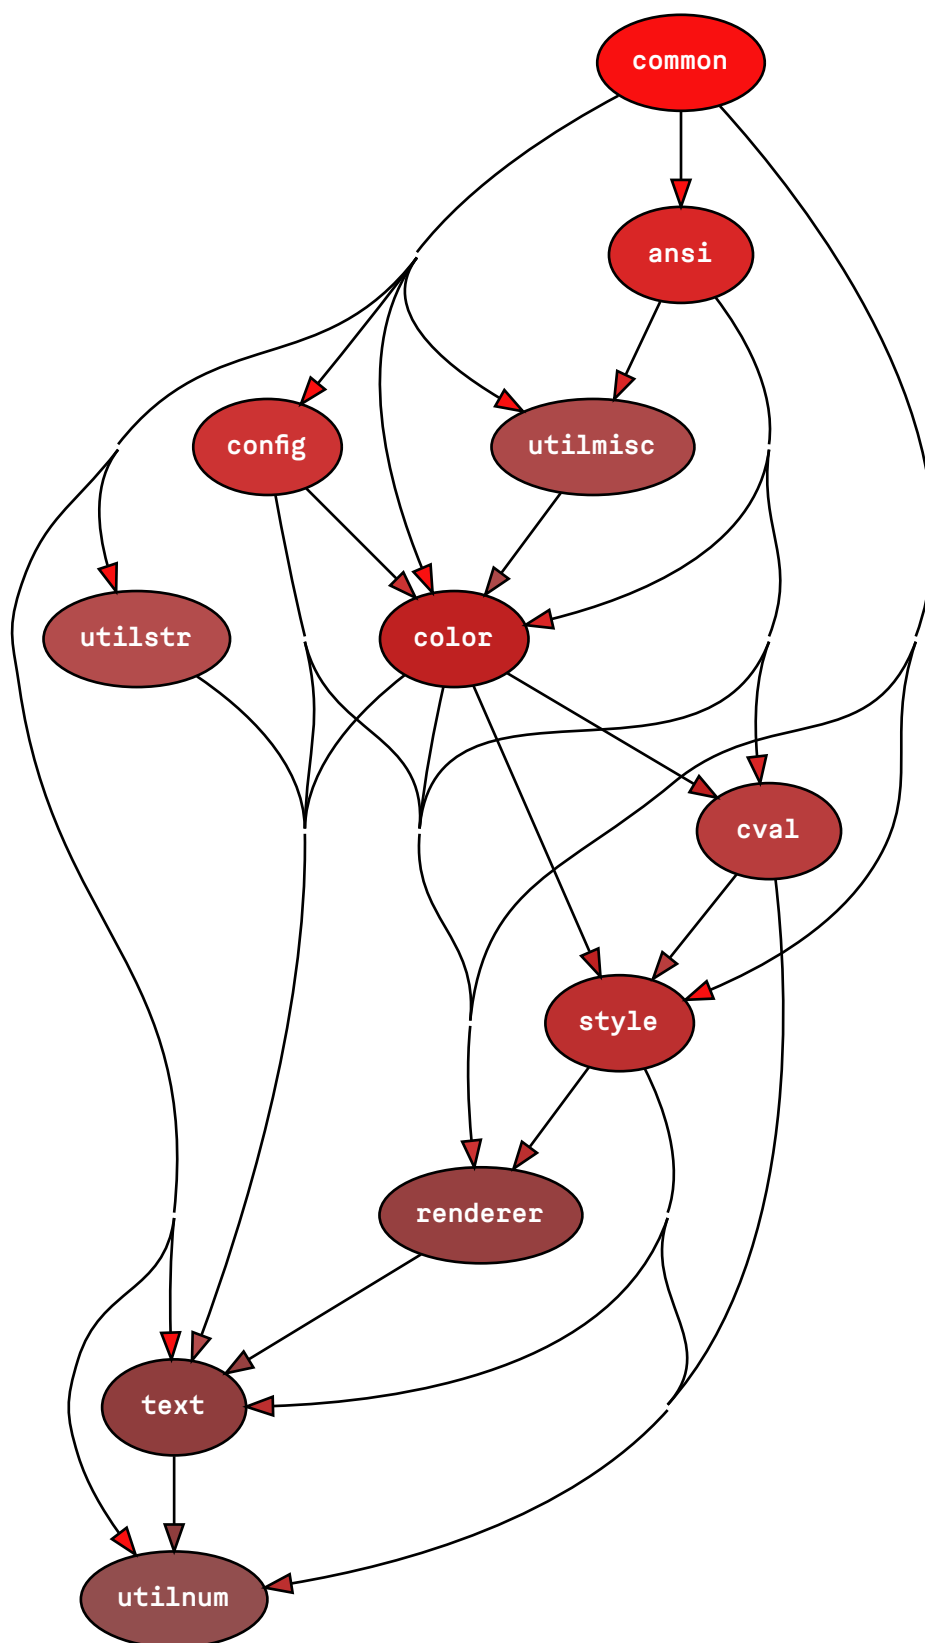 common
ansi
config
utilmisc
utilstr
color
cval
style
renderer
text
utilnum